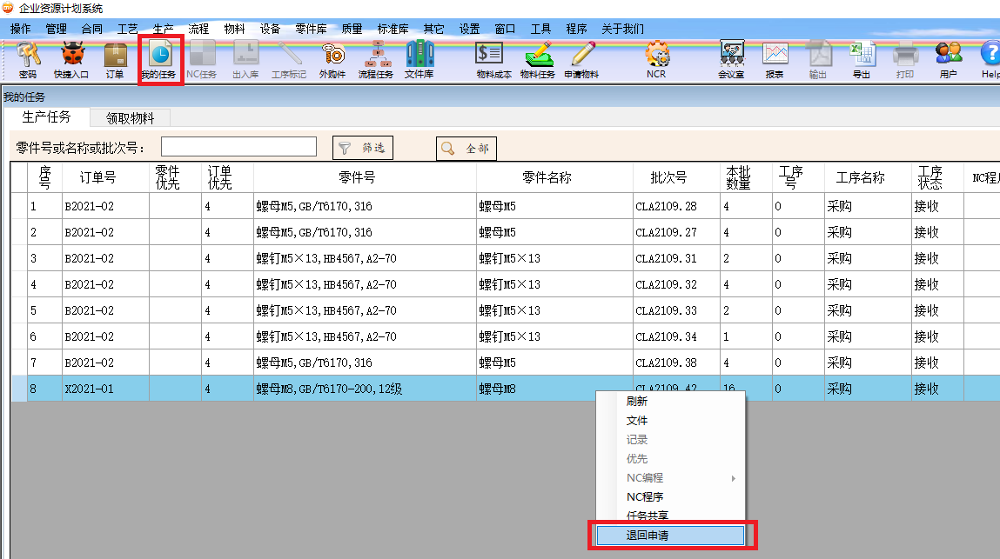 企业资源计划系统
操作 管理 合同 工艺 生产 流程 物料 设备 零件库 质量 标准库 其它 设置 窗口 工具 程序 关于我们
密码 快捷入口 订单 我的任务 NC任务 出入库 工序标记 外购件 流程任务 文件库 物料成本 物料任务 申请物料 NCR 会议室 报表 输出 导出 打印 用户 Help
我的任务
生产任务 领取物料
零件号或名称或批次号： 筛选 全部
序号 订单号 零件优先 订单优先 零件号 零件名称 批次号 本批数量 工序号 工序名称 工序状态 NC程
1 B2021-02 4 螺母M5,GB/T6170,316 螺母M5 CLA2109.28 4 0 采购 接收
2 B2021-02 4 螺母M5,GB/T6170,316 螺母M5 CLA2109.27 4 0 采购 接收
3 B2021-02 4 螺钉M5×13,HB4567,A2-70 螺钉M5×13 CLA2109.31 2 0 采购 接收
4 B2021-02 4 螺钉M5×13,HB4567,A2-70 螺钉M5×13 CLA2109.32 4 0 采购 接收
5 B2021-02 4 螺钉M5×13,HB4567,A2-70 螺钉M5×13 CLA2109.33 2 0 采购 接收
6 B2021-02 4 螺钉M5×13,HB4567,A2-70 螺钉M5×13 CLA2109.34 1 0 采购 接收
7 B2021-02 4 螺母M5,GB/T6170,316 螺母M5 CLA2109.38 4 0 采购 接收
8 X2021-01 4 螺母M8,GB/T6170-200,12级 螺母M8 CLA2109.42 16 0 采购 接收
刷新
文件
记录
优先
NC编程
NC程序
任务共享
退回申请